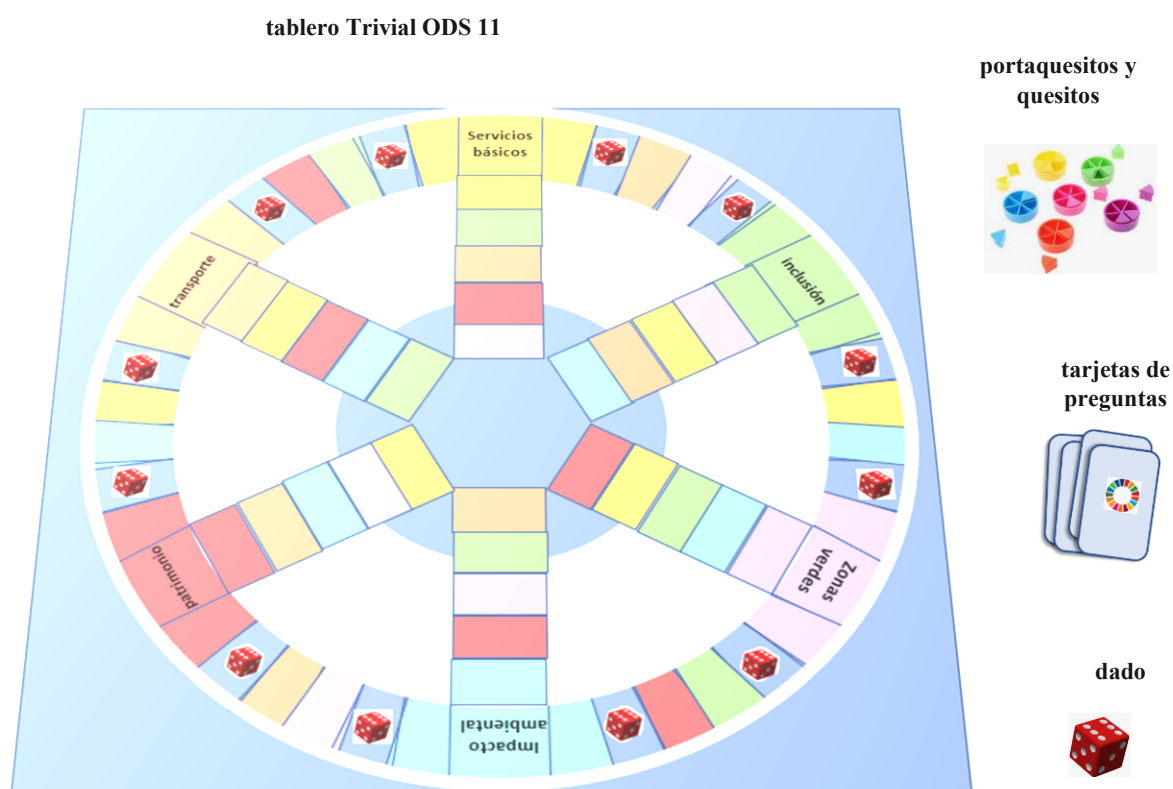 tablero Trivial ODS 11
portaquesitos y
quesitos
Servicios
básicos
transporte
inclusión
tarjetas de
preguntas
patrimonio
Zonas
verdes
Impacto
ambiental
dado